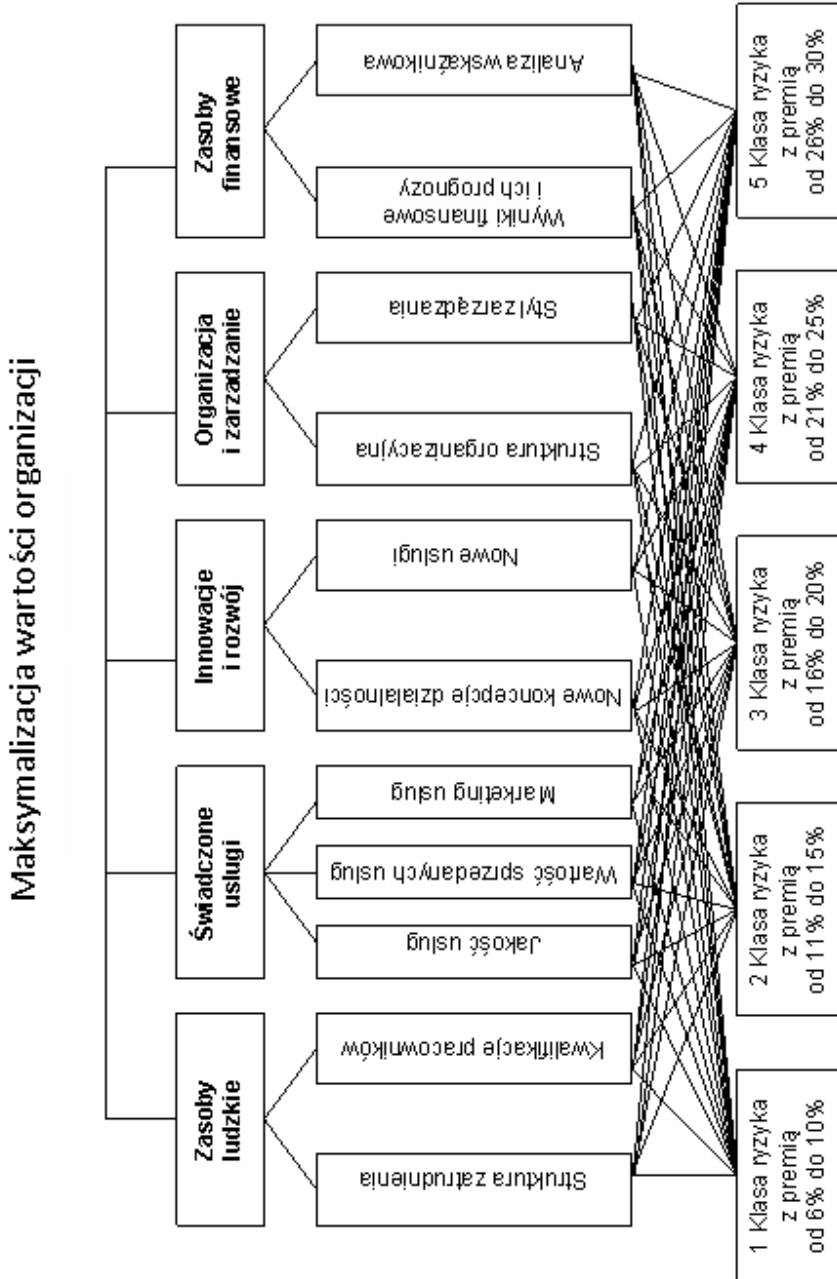 Maksymalizacja wartości organizacji
Zasoby
ludzkie
Świadczone
usługi
Innowacje
i rozwój
Organizacja
i zarzadzanie
Zasoby
finansowe
Struktura zatrudnienia
Kwalifikacje pracowników
Jakość usług
Wartość sprzedanych usług
Marketing usług
Nowe koncepcje działalności
Nowe usługi
Struktura organizacyjna
Styl zarządzania
Wyniki finansowe
i ich prognozy
Analiza wskaźnikowa
1 Klasa ryzyka
z premią
od 6% do 10%
2 Klasa ryzyka
z premią
od 11% do 15%
3 Klasa ryzyka
z premią
od 16% do 20%
4 Klasa ryzyka
z premią
od 21% do 25%
5 Klasa ryzyka
z premią
od 26% do 30%